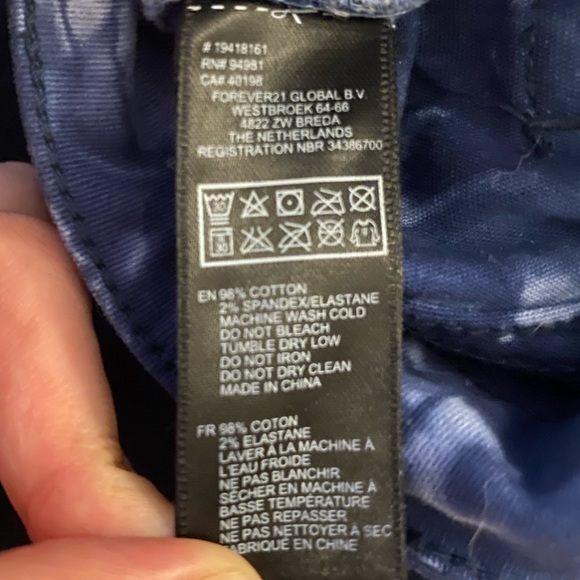 # 19418161
RN# 94981
CA# 40198
FOREVER21 GLOBAL B.V.
WESTBROEK 64-66
4822 ZW BREDA
THE NETHERLANDS
REGISTRATION NBR 34386700
30
30
EN 98% COTTON
2% SPANDEX/ELASTANE
MACHINE WASH COLD
DO NOT BLEACH
TUMBLE DRY LOW
DO NOT IRON
DO NOT DRY CLEAN
MADE IN CHINA
FR 98% COTON
2% ELASTANE
LAVER À LA MACHINE À
L'EAU FROIDE
NE PAS BLANCHIR
SÉCHER EN MACHINE À
BASSE TEMPÉRATURE
NE PAS REPASSER
NE PAS NETTOYER À SEC
FABRIQUÉ EN CHINE